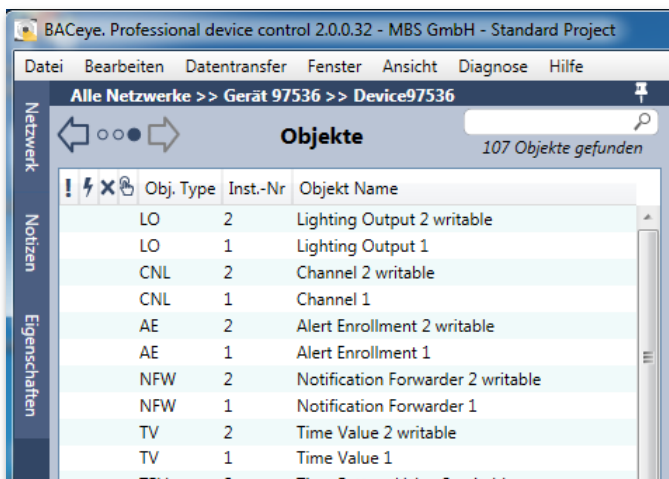 BACeye. Professional device control 2.0.0.32 - MBS GmbH - Standard Project
Datei Bearbeiten Datentransfer Fenster Ansicht Diagnose Hilfe
Alle Netzwerke >> Gerät 97536 >> Device97536
Netzwerk
Notizen
Eigenschaften
Objekte
107 Objekte gefunden
! Obj. Type Inst.-Nr Objekt Name
LO 2 Lighting Output 2 writable
LO 1 Lighting Output 1
CNL 2 Channel 2 writable
CNL 1 Channel 1
AE 2 Alert Enrollment 2 writable
AE 1 Alert Enrollment 1
NFW 2 Notification Forwarder 2 writable
NFW 1 Notification Forwarder 1
TV 2 Time Value 2 writable
TV 1 Time Value 1